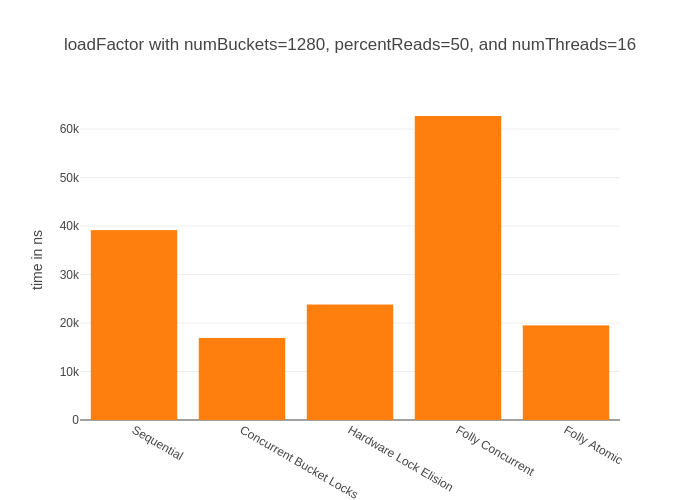 loadFactor with numBuckets=1280, percentReads=50, and numThreads=16
time in ns
60k
50k
40k
30k
20k
10k
0
Sequential
Concurrent Bucket Locks
Hardware Lock Elision
Folly Concurrent
Folly Atomic